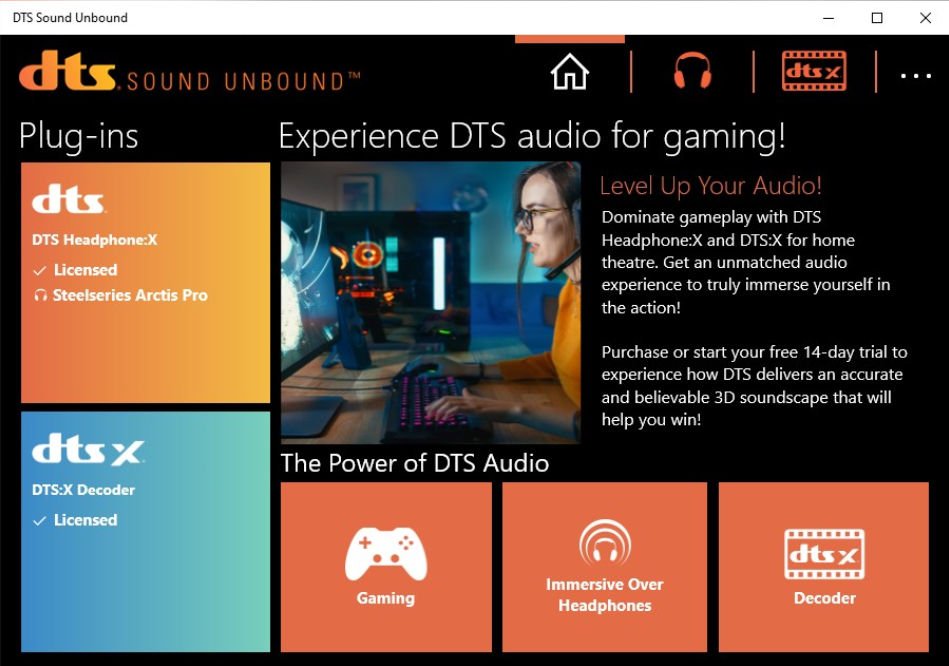 DTS Sound Unbound
dts SOUND UNBOUND™
dts x
Plug-ins
Experience DTS audio for gaming!
dts
DTS Headphone:X
Licensed
Steelseries Arctis Pro
Level Up Your Audio!
Dominate gameplay with DTS
Headphone:X and DTS:X for home
theatre. Get an unmatched audio
experience to truly immerse yourself in
the action!
Purchase or start your free 14-day trial to
experience how DTS delivers an accurate
and believable 3D soundscape that will
help you win!
dts x
DTS:X Decoder
Licensed
The Power of DTS Audio
Gaming
Immersive Over
Headphones
dts x
Decoder